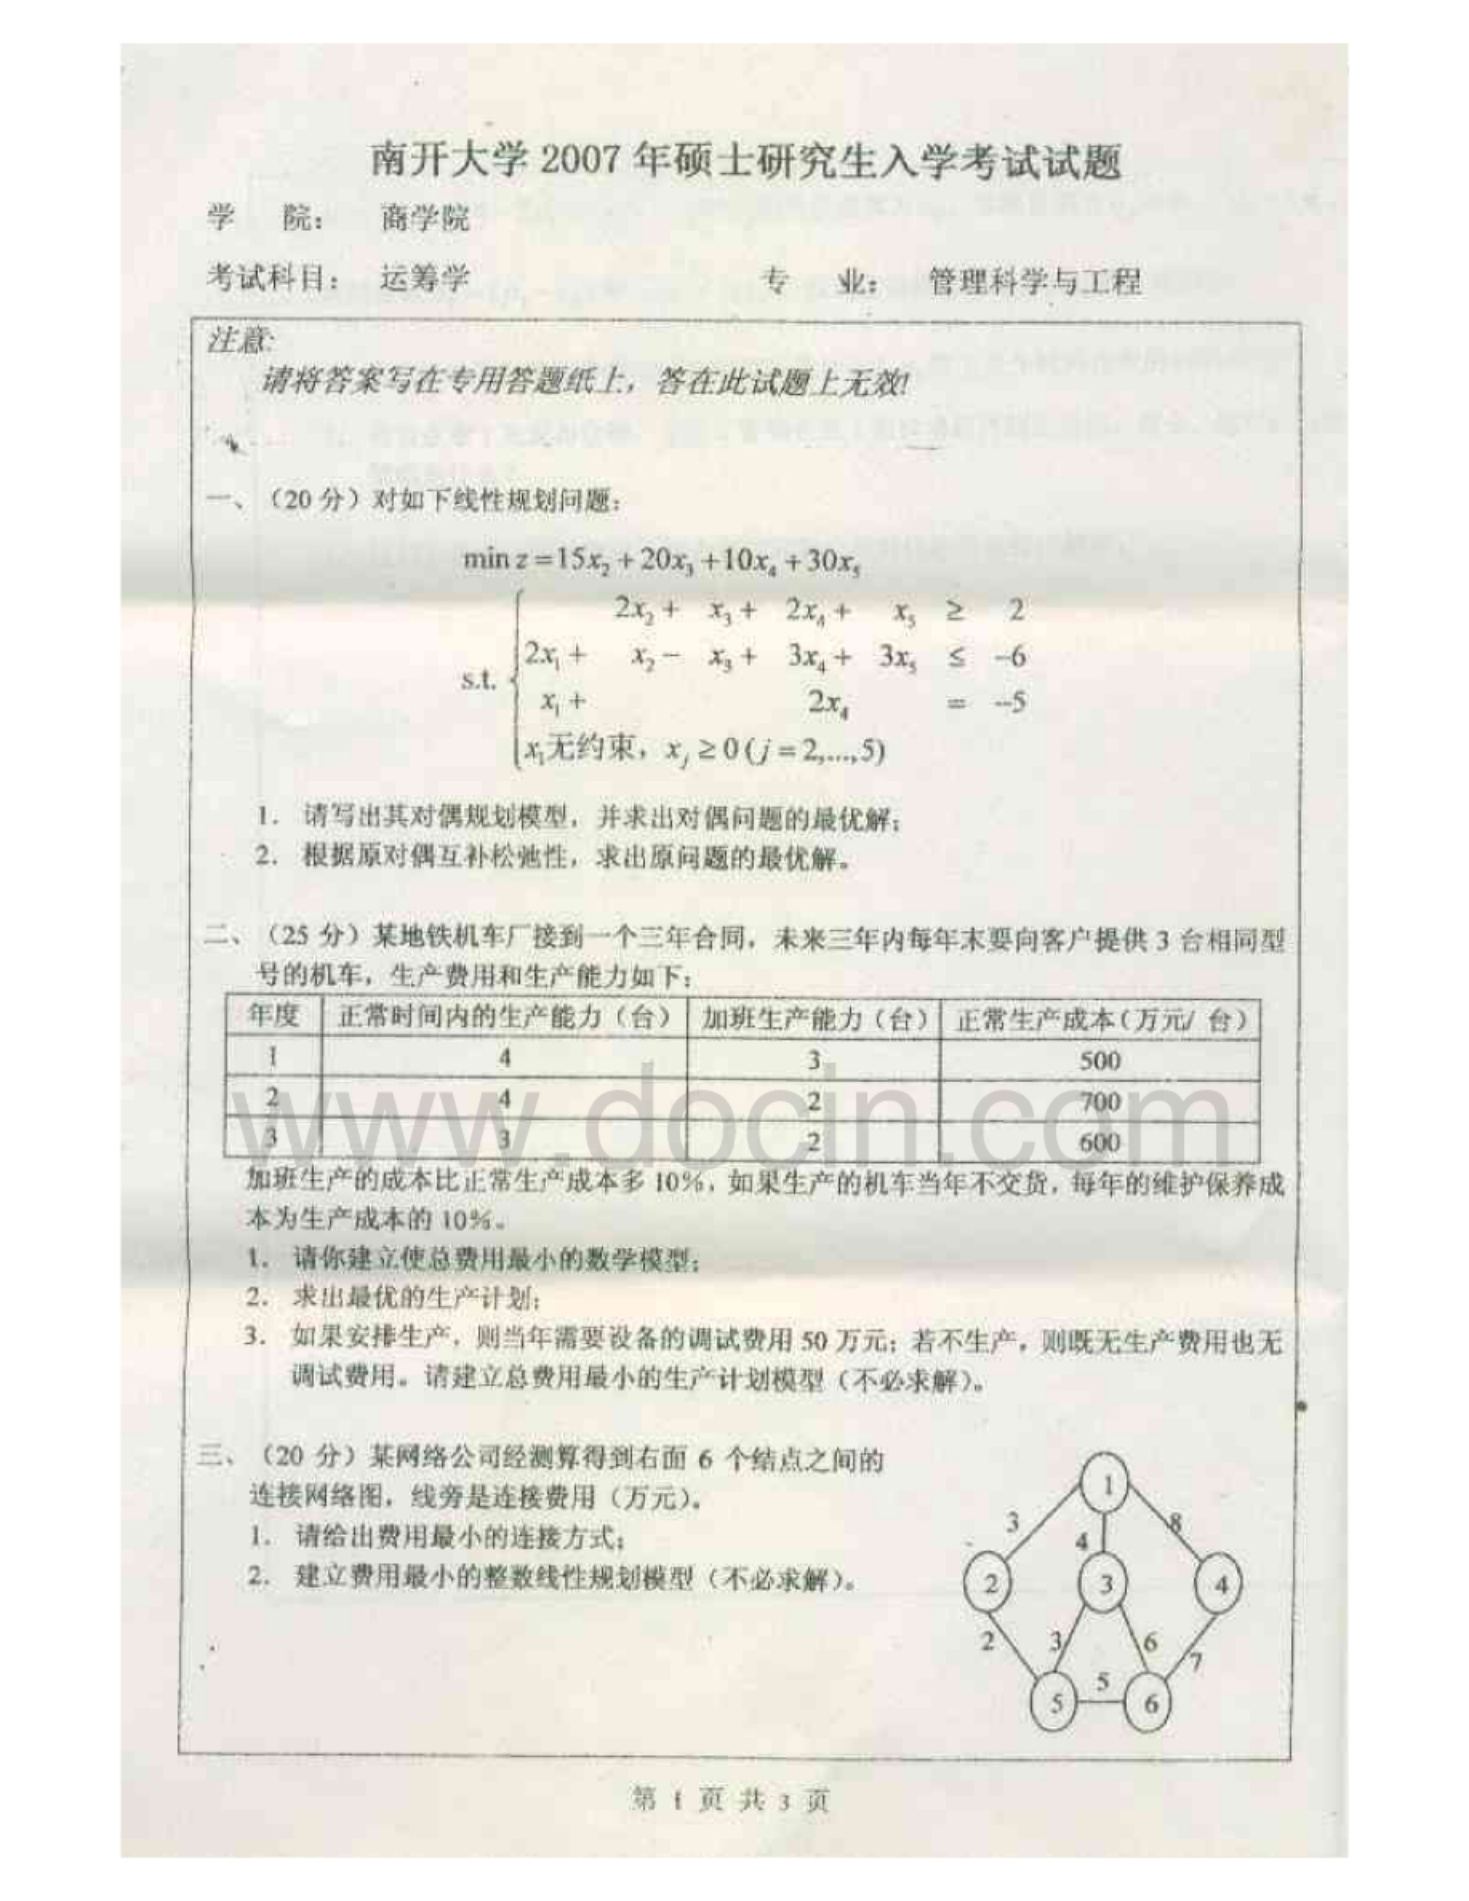 南开大学 2007 年硕士研究生入学考试试题
学 院： 商学院
考试科目： 运筹学 专 业： 管理科学与工程
注意:
请将答案写在专用答题纸上，答在此试题上无效!
一、（20 分）对如下线性规划问题：
min z = 15x₂ + 20x₃ + 10x₄ + 30x₅
2x₂ + x₃ + 2x₄ + x₅ ≥ 2
2x₁ + x₂ − x₃ + 3x₄ + 3x₅ ≤ -6
s.t.
x₁ + 2x₄ = -5
x₁无约束，xⱼ ≥ 0 (j = 2,...,5)
1. 请写出其对偶规划模型，并求出对偶问题的最优解；
2. 根据原对偶互补松弛性，求出原问题的最优解。
二、（25 分）某地铁机车厂接到一个三年合同，未来三年内每年末要向客户提供 3 台相同型
号的机车，生产费用和生产能力如下：
年度 正常时间内的生产能力（台） 加班生产能力（台） 正常生产成本（万元/ 台）
1 4 3 500
2 4 2 700
3 3 2 600
www.docin.com
加班生产的成本比正常生产成本多 10%，如果生产的机车当年不交货，每年的维护保养成
本为生产成本的 10%。
1. 请你建立使总费用最小的数学模型；
2. 求出最优的生产计划；
3. 如果安排生产，则当年需要设备的调试费用 50 万元；若不生产，则既无生产费用也无
调试费用。请建立总费用最小的生产计划模型（不必求解）。
三、（20 分）某网络公司经测算得到右面 6 个结点之间的
连接网络图，线旁是连接费用（万元）。
1. 请给出费用最小的连接方式；
2. 建立费用最小的整数线性规划模型（不必求解）。
1
3 4 8
2 3 4
2 3 6 7
5 5 6
第 1 页 共 3 页